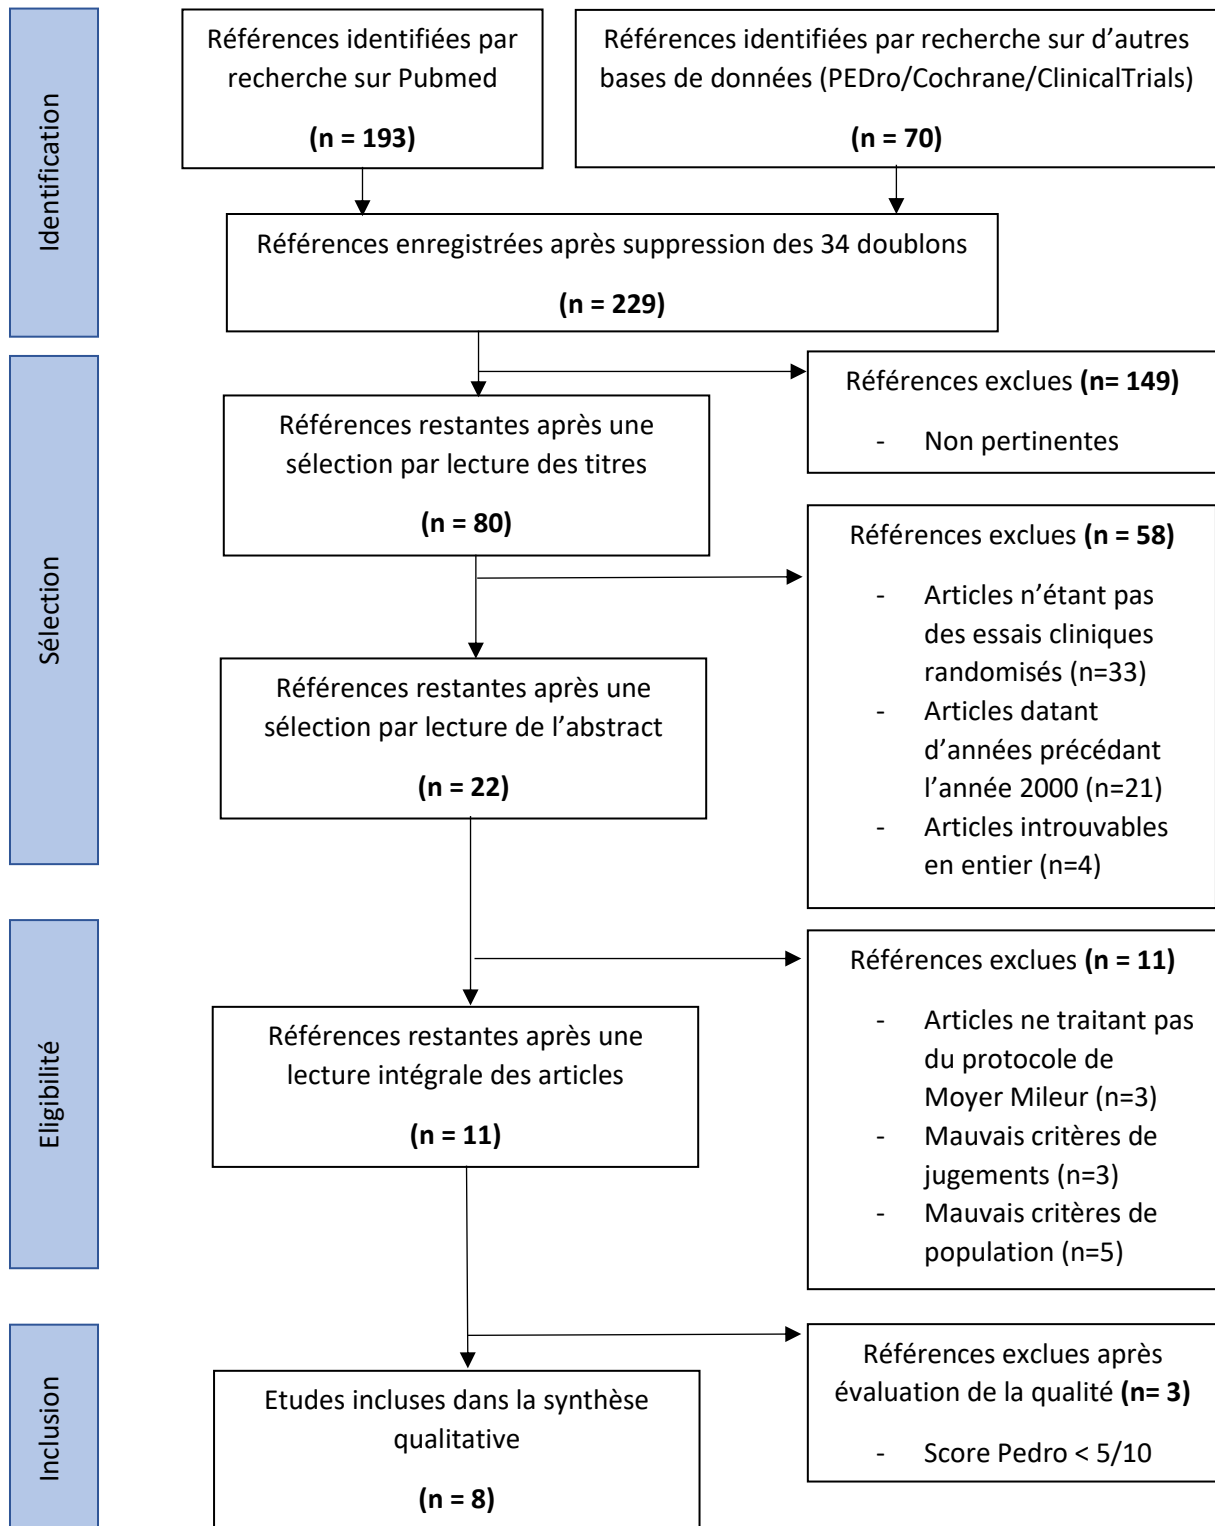 Identification
Références identifiées par
recherche sur Pubmed
(n = 193)
Références identifiées par recherche sur d’autres
bases de données (PEDro/Cochrane/ClinicalTrials)
(n = 70)
Références enregistrées après suppression des 34 doublons
(n = 229)
Sélection
Références exclues (n= 149)
- Non pertinentes
Références restantes après une
sélection par lecture des titres
(n = 80)
Références exclues (n = 58)
- Articles n’étant pas
des essais cliniques
randomisés (n=33)
- Articles datant
d’années précédant
l’année 2000 (n=21)
- Articles introuvables
en entier (n=4)
Références restantes après une
sélection par lecture de l’abstract
(n = 22)
Eligibilité
Références exclues (n = 11)
- Articles ne traitant pas
du protocole de
Moyer Mileur (n=3)
- Mauvais critères de
jugements (n=3)
- Mauvais critères de
population (n=5)
Références restantes après une
lecture intégrale des articles
(n = 11)
Inclusion
Références exclues après
évaluation de la qualité (n= 3)
- Score Pedro < 5/10
Etudes incluses dans la synthèse
qualitative
(n = 8)